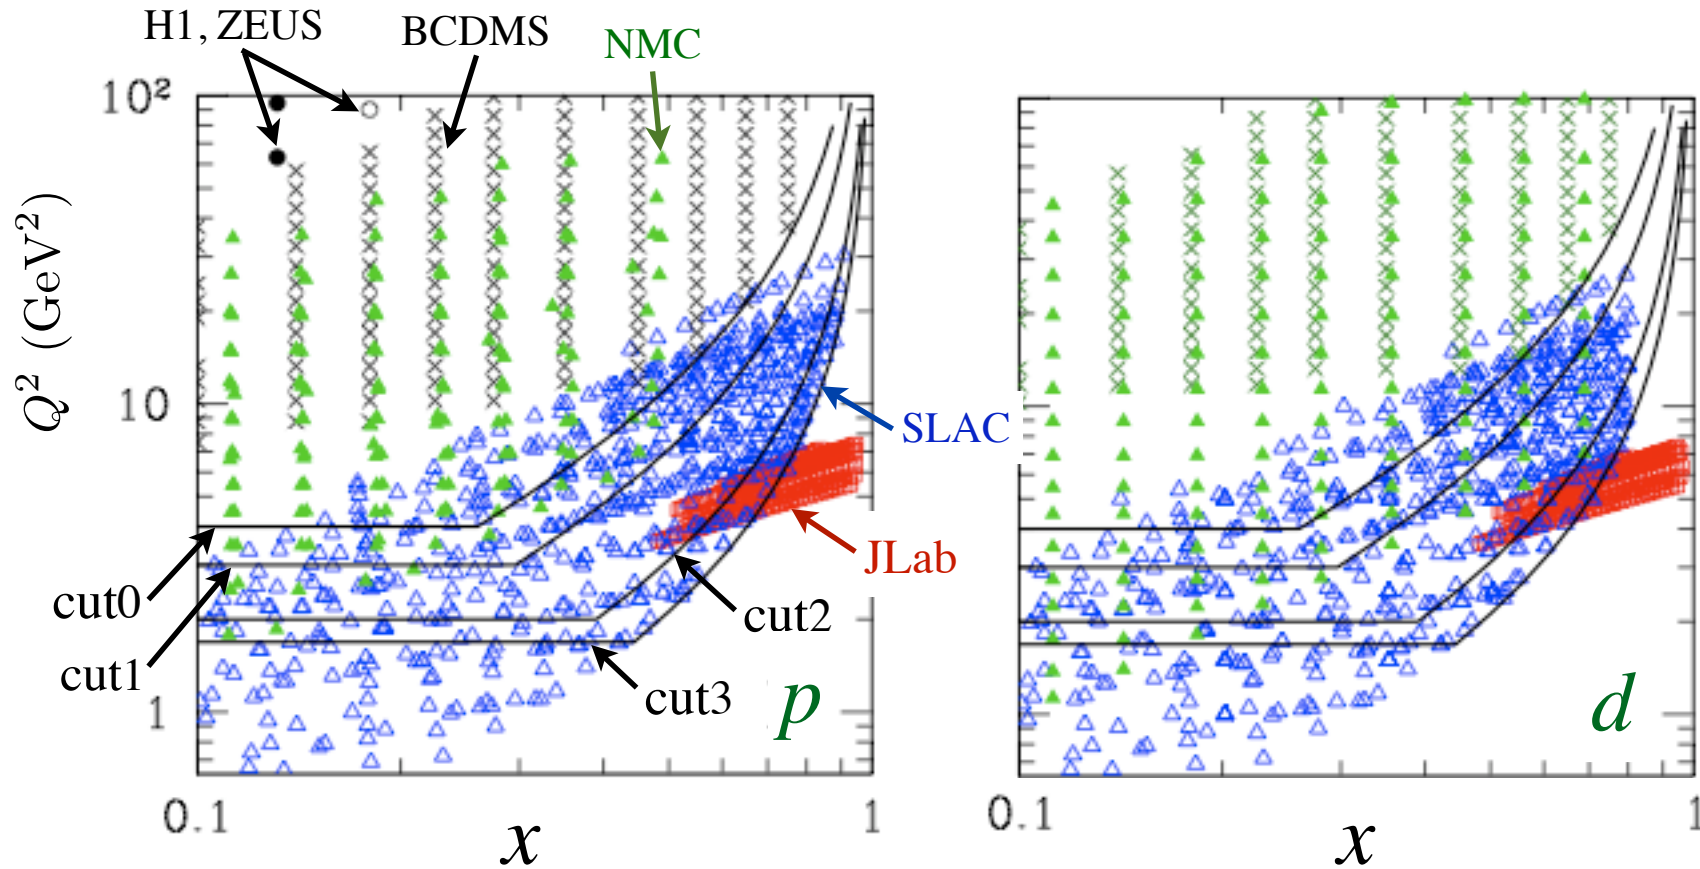 H1, ZEUS
BCDMS
NMC
10²
10
1
Q² (GeV²)
SLAC
JLab
cut0
cut1
cut2
cut3
p
d
0.1
1
0.1
1
x
x